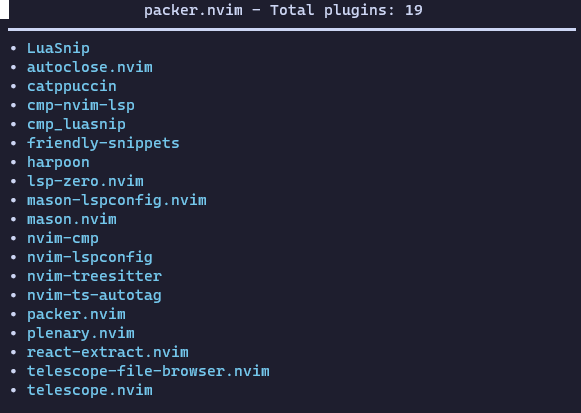 packer.nvim - Total plugins: 19
• LuaSnip
• autoclose.nvim
• catppuccin
• cmp-nvim-lsp
• cmp_luasnip
• friendly-snippets
• harpoon
• lsp-zero.nvim
• mason-lspconfig.nvim
• mason.nvim
• nvim-cmp
• nvim-lspconfig
• nvim-treesitter
• nvim-ts-autotag
• packer.nvim
• plenary.nvim
• react-extract.nvim
• telescope-file-browser.nvim
• telescope.nvim